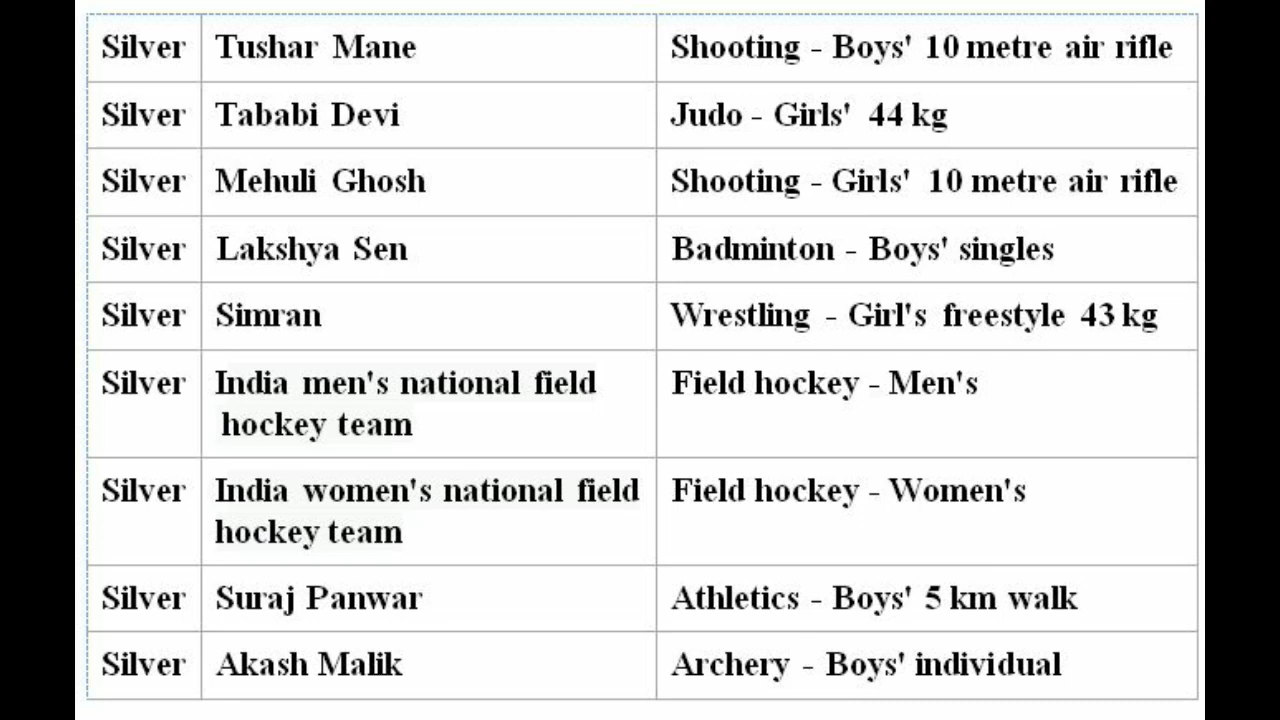 Silver Tushar Mane Shooting - Boys' 10 metre air rifle
Silver Tababi Devi Judo - Girls' 44 kg
Silver Mehuli Ghosh Shooting - Girls' 10 metre air rifle
Silver Lakshya Sen Badminton - Boys' singles
Silver Simran Wrestling - Girl's freestyle 43 kg
Silver India men's national field Field hockey - Men's
hockey team
Silver India women's national field Field hockey - Women's
hockey team
Silver Suraj Panwar Athletics - Boys' 5 km walk
Silver Akash Malik Archery - Boys' individual